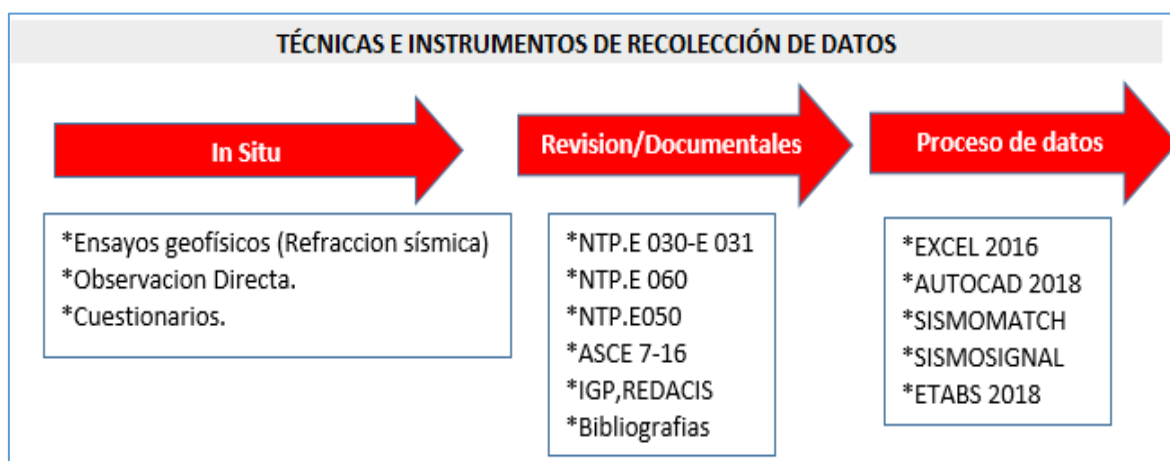 TÉCNICAS E INSTRUMENTOS DE RECOLECCIÓN DE DATOS
In Situ
*Ensayos geofísicos (Refraccion sísmica)
*Observacion Directa.
*Cuestionarios.
Revision/Documentales
*NTP.E 030-E 031
*NTP.E 060
*NTP.E050
*ASCE 7-16
*IGP,REDACIS
*Bibliografias
Proceso de datos
*EXCEL 2016
*AUTOCAD 2018
*SISMOMATCH
*SISMOSIGNAL
*ETABS 2018